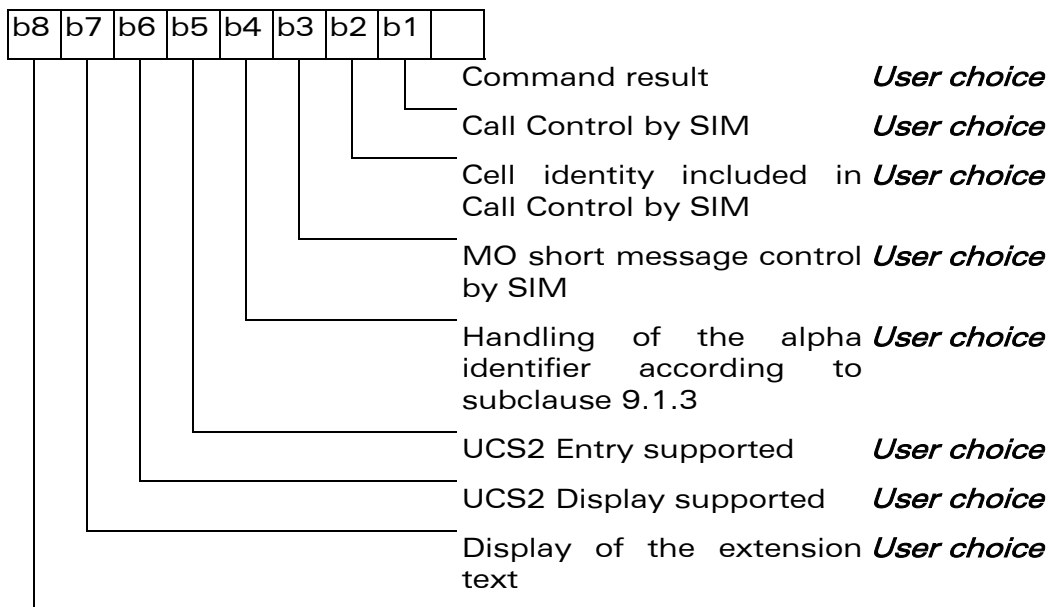 b8 b7 b6 b5 b4 b3 b2 b1
Command result User choice
Call Control by SIM User choice
Cell identity included in User choice
Call Control by SIM
MO short message control User choice
by SIM
Handling of the alpha User choice
identifier according to
subclause 9.1.3
UCS2 Entry supported User choice
UCS2 Display supported User choice
Display of the extension User choice
text